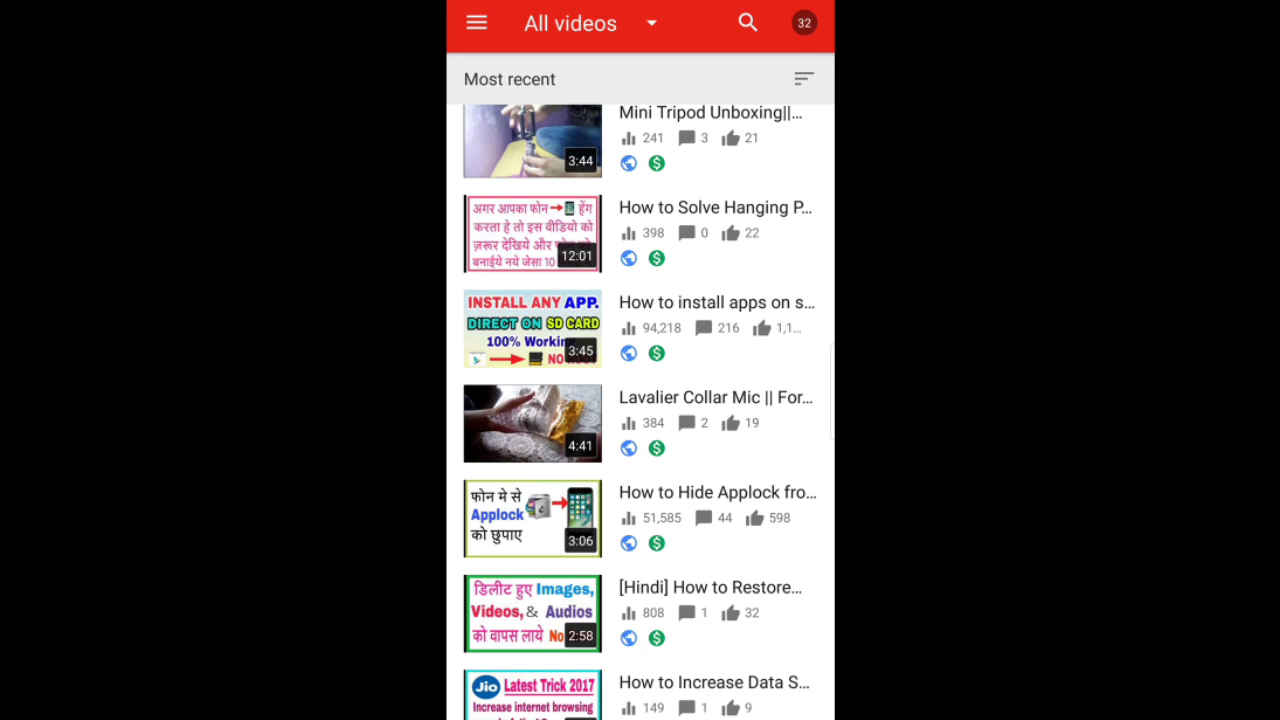 All videos
32
Most recent
Mini Tripod Unboxing||...
241 3 21
3:44
अगर आपका फोन हेंग
करता हे तो इस वीडियो को
ज़रूर देखिये और
बनाईये नये जेसा 10
12:01
How to Solve Hanging P...
398 0 22
INSTALL ANY APP.
DIRECT ON SD CARD
100% Workin
NO
3:45
How to install apps on s...
94,218 216 1,1...
4:41
Lavalier Collar Mic || For...
384 2 19
फोन मे से
Applock
को छुपाए
3:06
How to Hide Applock fro...
51,585 44 598
डिलीट हुए Images,
Videos,& Audios
को वापस लाये No
2:58
[Hindi] How to Restore...
808 1 32
Jio Latest Trick 2017
Increase internet browsing
How to Increase Data S...
149 1 9